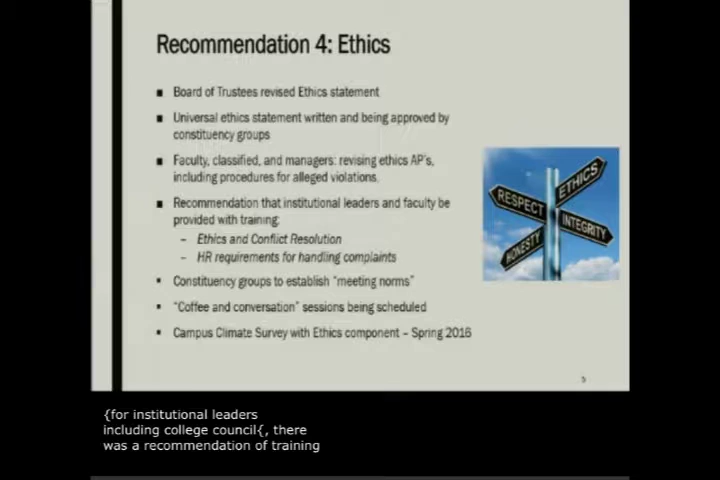 Recommendation 4: Ethics
Board of Trustees revised Ethics statement
Universal ethics statement written and being approved by
constituency groups
Faculty, classified, and managers: revising ethics AP's,
including procedures for alleged violations.
Recommendation that institutional leaders and faculty be
provided with training:
– Ethics and Conflict Resolution
– HR requirements for handling complaints
Constituency groups to establish "meeting norms"
"Coffee and conversation" sessions being scheduled
Campus Climate Survey with Ethics component – Spring 2016
ETHICS
RESPECT
INTEGRITY
HONESTY
5
{for institutional leaders
including college council{, there
was a recommendation of training